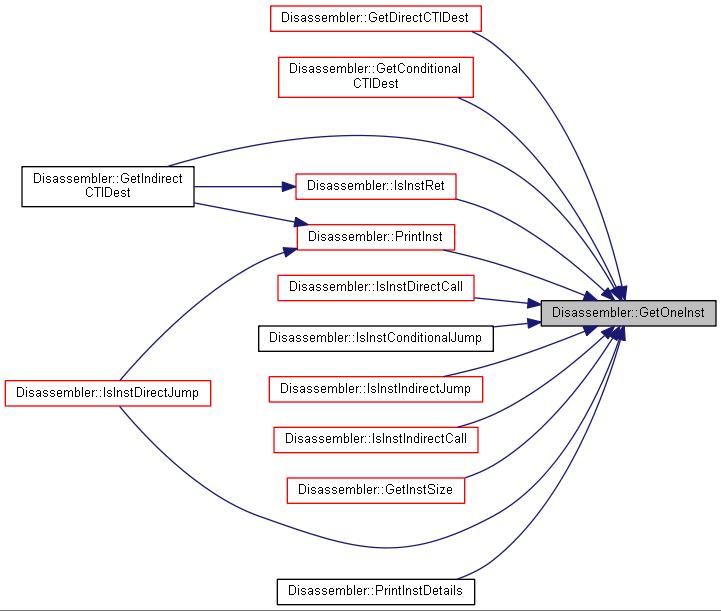 Disassembler::GetDirectCTIDest
Disassembler::GetConditional
CTIDest
Disassembler::GetIndirect
CTIDest
Disassembler::IsInstRet
Disassembler::PrintInst
Disassembler::IsInstDirectCall
Disassembler::GetOneInst
Disassembler::IsInstConditionalJump
Disassembler::IsInstDirectJump
Disassembler::IsInstIndirectJump
Disassembler::IsInstIndirectCall
Disassembler::GetInstSize
Disassembler::PrintInstDetails